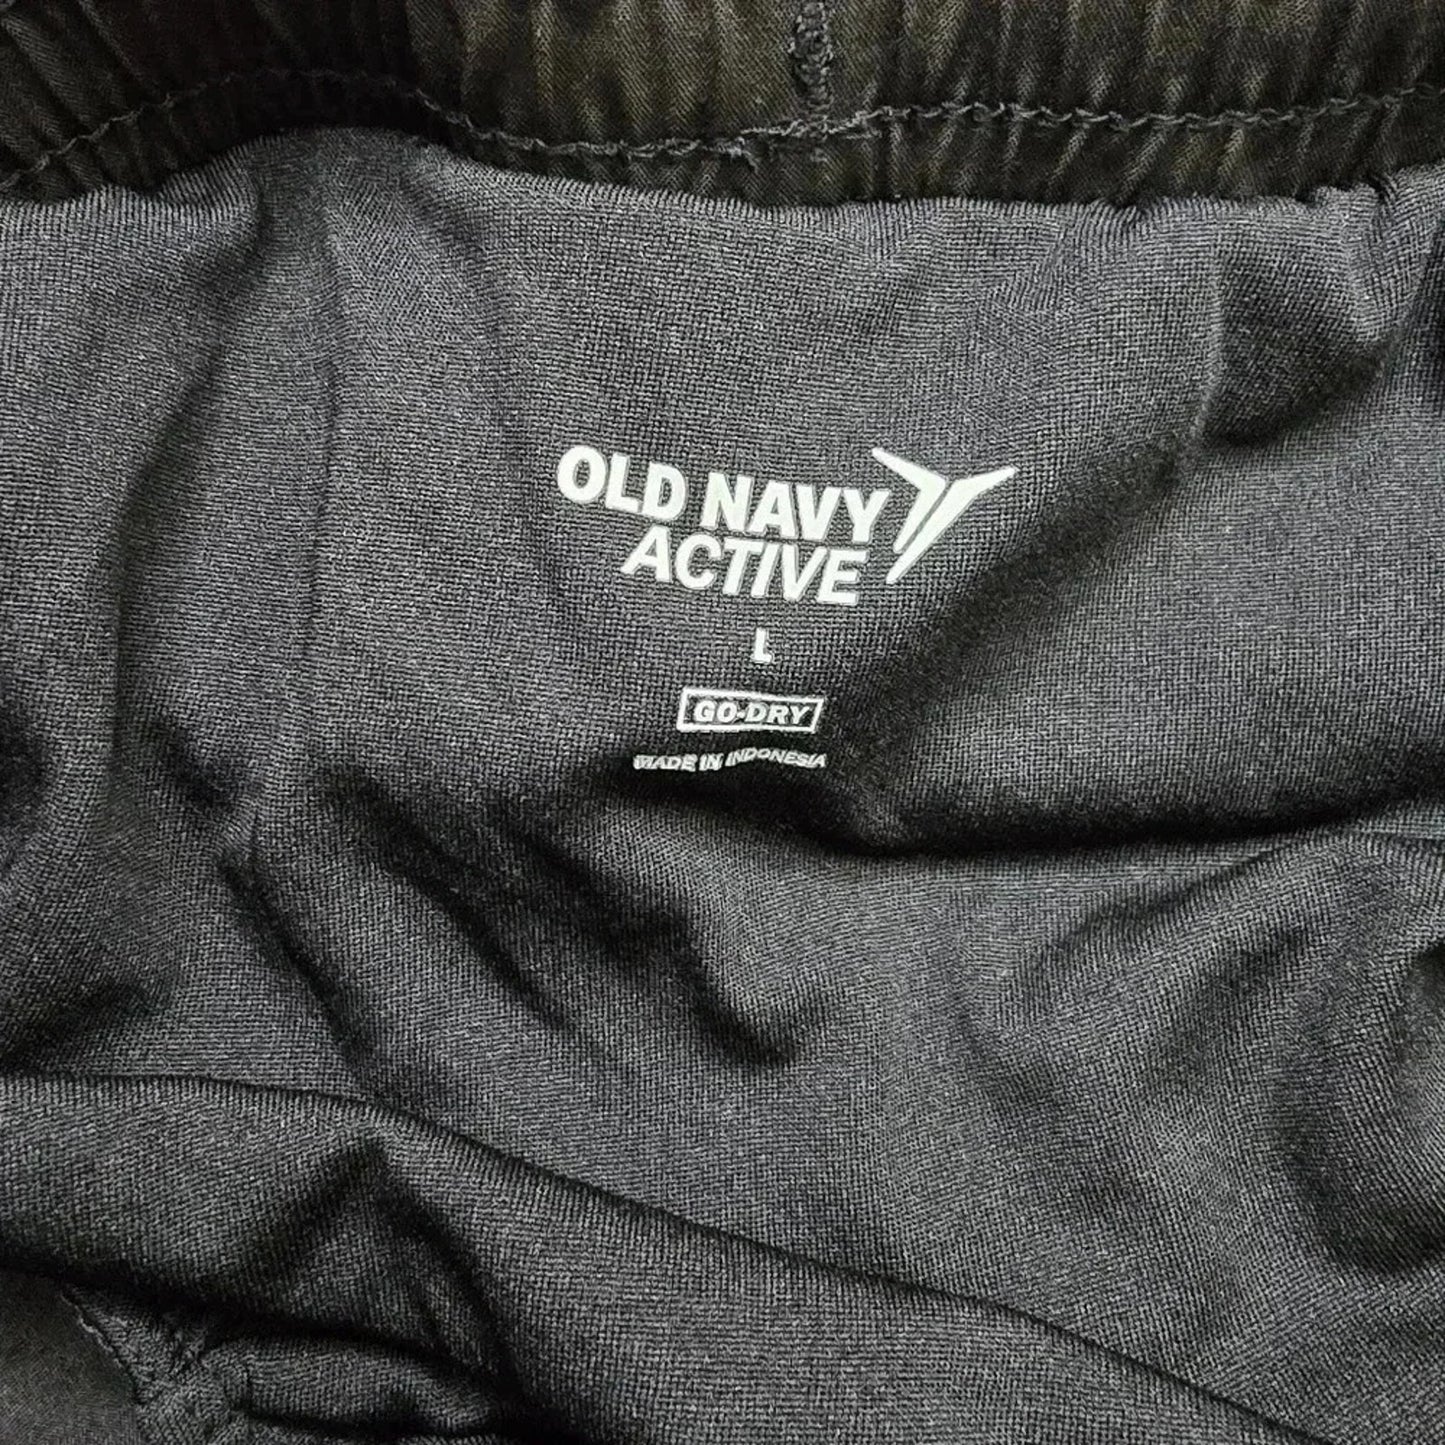 OLD NAVY
ACTIVE
L
GO-DRY
MADE IN INDONESIA